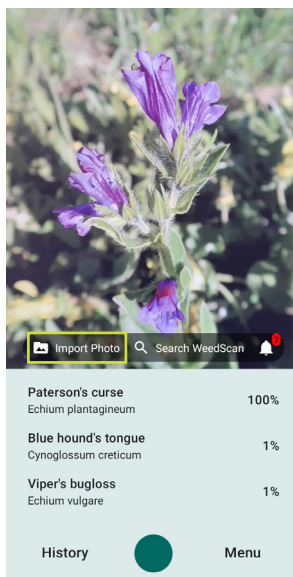 Import Photo Search WeedScan 7
Paterson's curse
Echium plantagineum
100%
Blue hound's tongue
Cynoglossum creticum
1%
Viper's bugloss
Echium vulgare
1%
History Menu